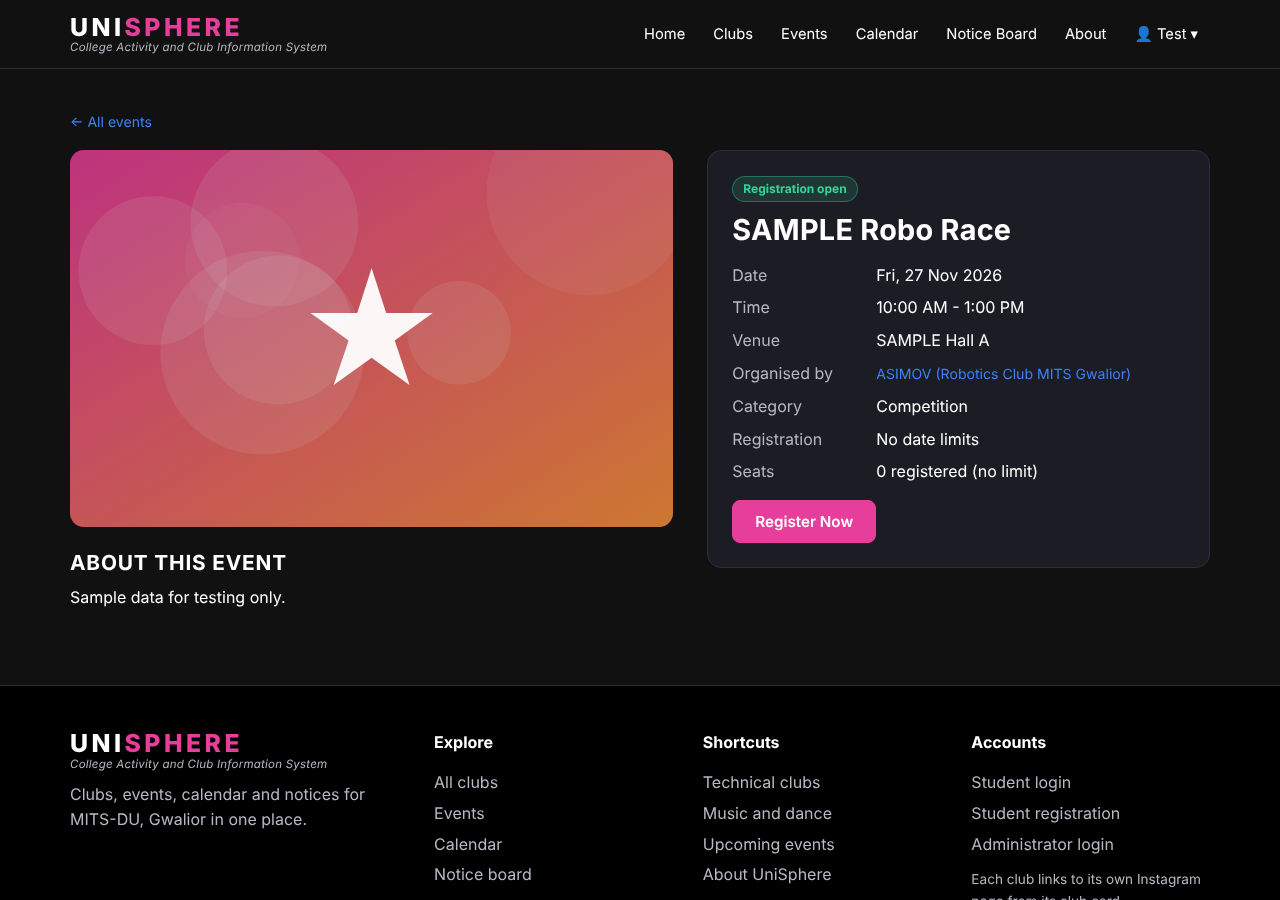 UNISPHERE
College Activity and Club Information System
Home Clubs Events Calendar Notice Board About 👤 Test ▾
← All events
Registration open
SAMPLE Robo Race
Date Fri, 27 Nov 2026
Time 10:00 AM - 1:00 PM
Venue SAMPLE Hall A
Organised by ASIMOV (Robotics Club MITS Gwalior)
Category Competition
Registration No date limits
Seats 0 registered (no limit)
Register Now
ABOUT THIS EVENT
Sample data for testing only.
UNISPHERE
College Activity and Club Information System
Clubs, events, calendar and notices for
MITS-DU, Gwalior in one place.
Explore
All clubs
Events
Calendar
Notice board
Shortcuts
Technical clubs
Music and dance
Upcoming events
About UniSphere
Accounts
Student login
Student registration
Administrator login
Each club links to its own Instagram
page from its club card